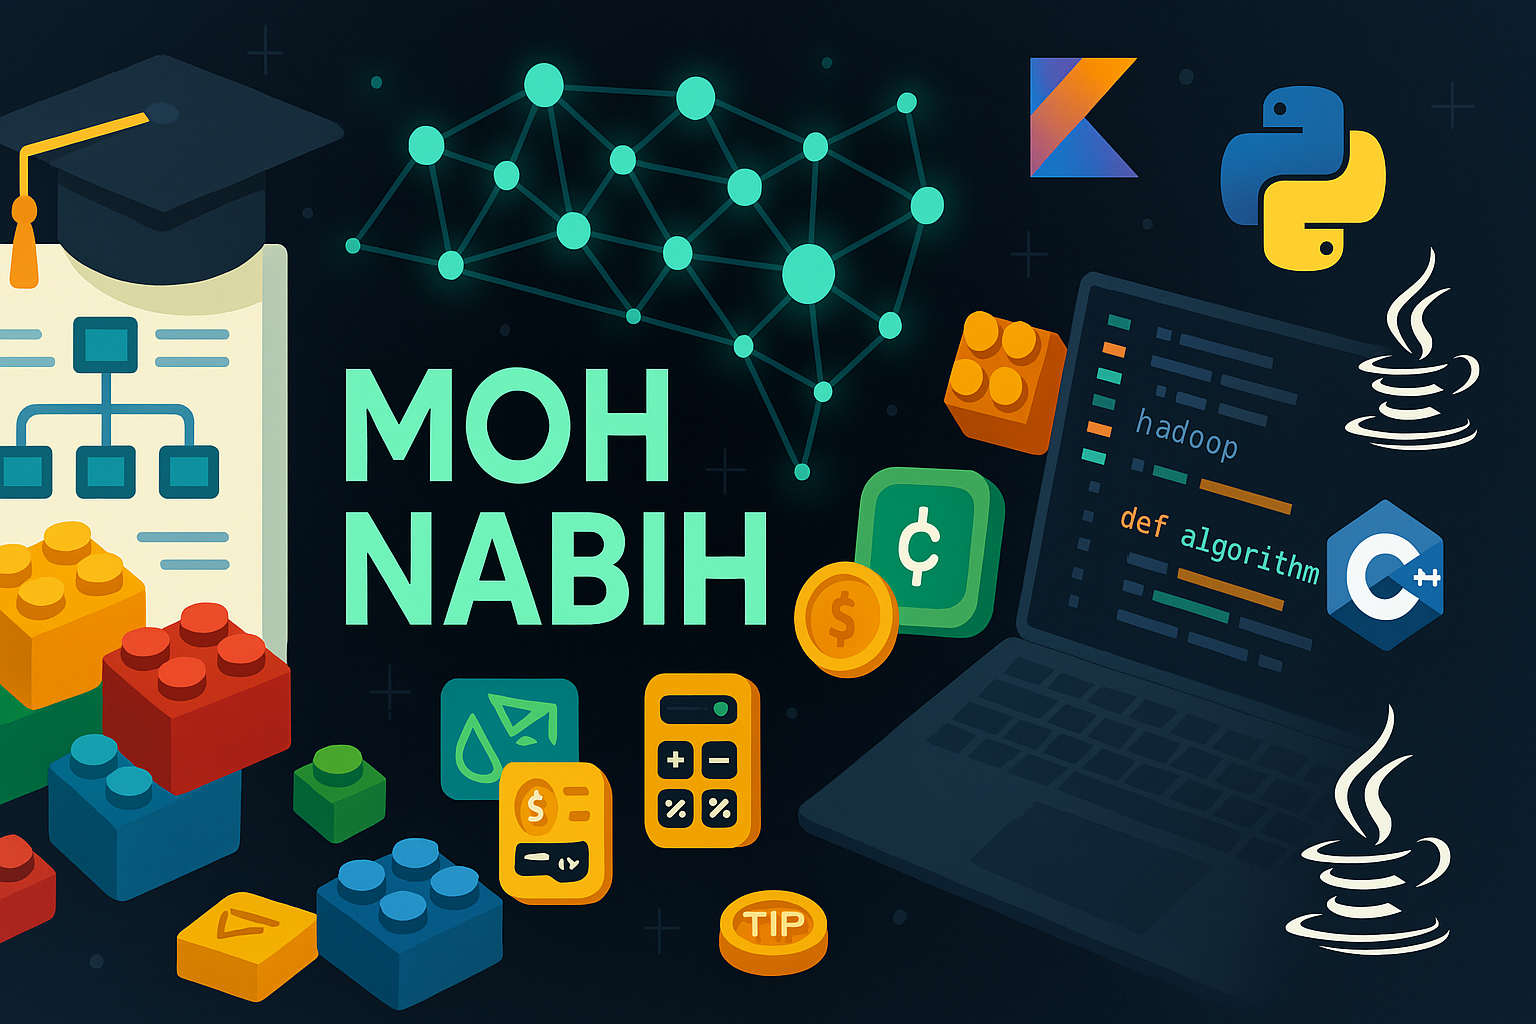 MOH
NABIH
hadoop
def algorithm
¢
$
C++
$
+ −
% %
TIP